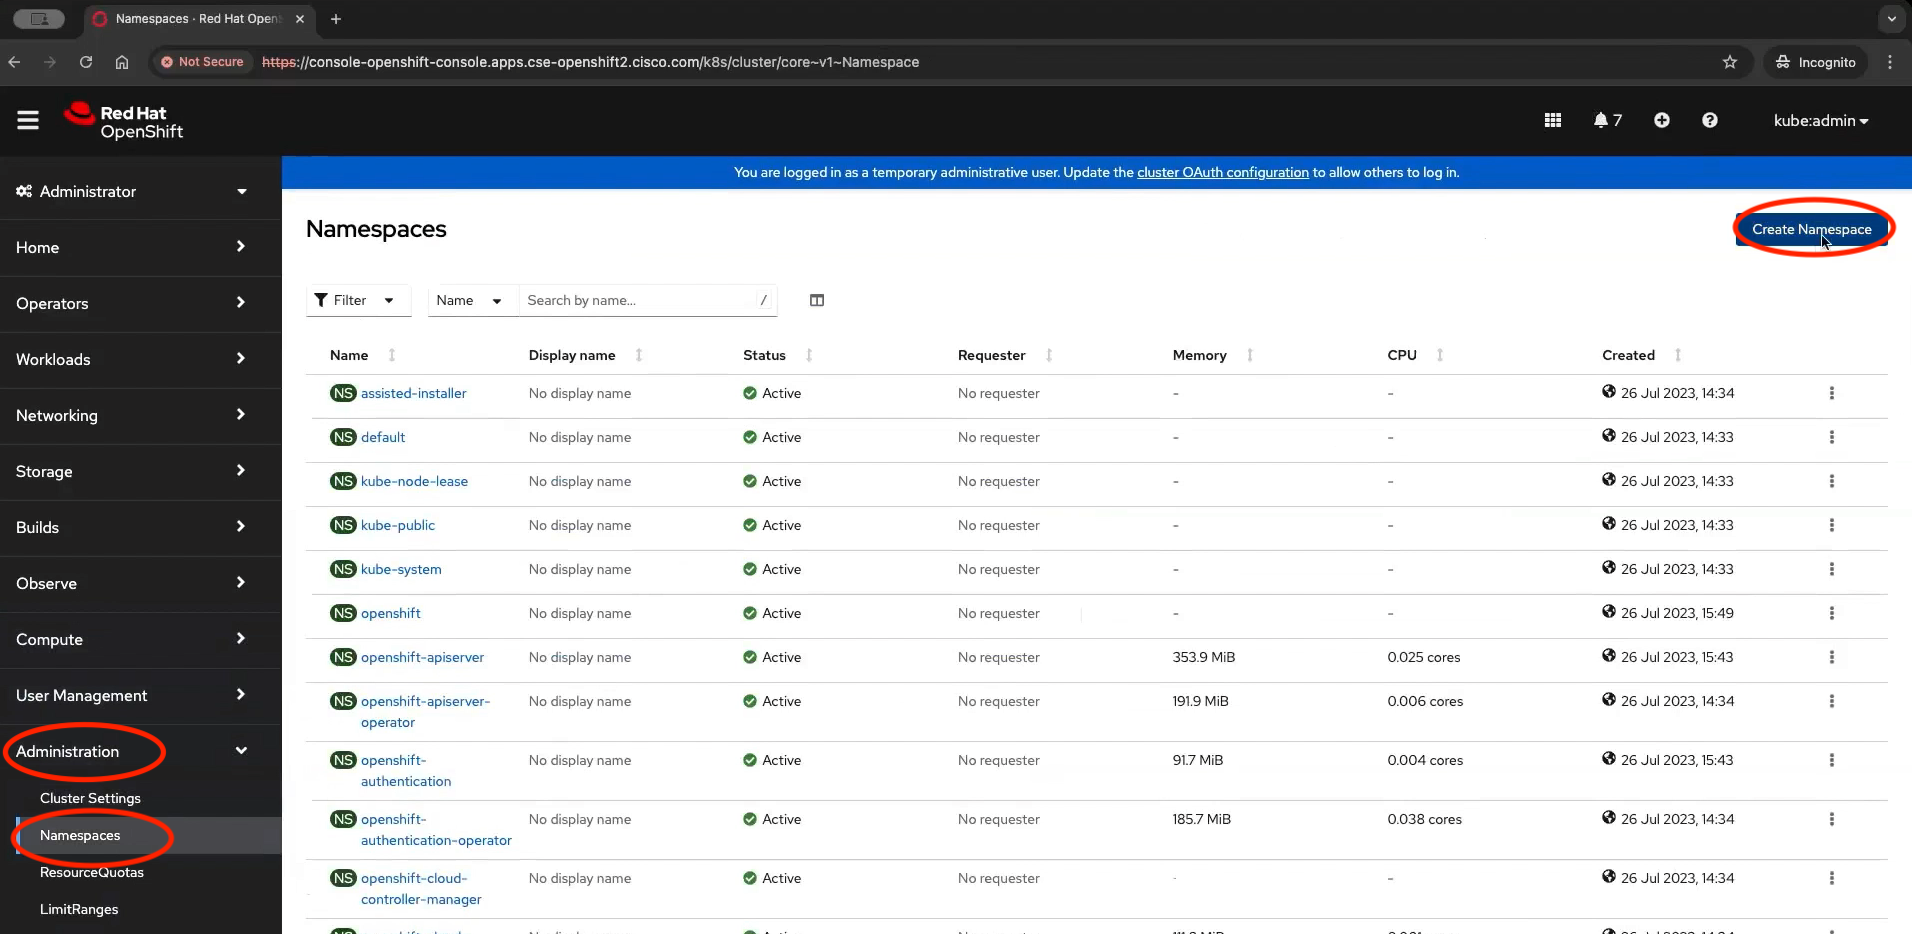 Namespaces · Red Hat Open
Not Secure https://console-openshift-console.apps.cse-openshift2.cisco.com/k8s/cluster/core~v1~Namespace Incognito
Red Hat
OpenShift
7
kube:admin
You are logged in as a temporary administrative user. Update the cluster OAuth configuration to allow others to log in.
Administrator
Home
Operators
Workloads
Networking
Storage
Builds
Observe
Compute
User Management
Administration
Cluster Settings
Namespaces
ResourceQuotas
LimitRanges
Namespaces
Create Namespace
Filter Name Search by name... /
Name Display name Status Requester Memory CPU Created
NS assisted-installer No display name Active No requester - - 26 Jul 2023, 14:34
NS default No display name Active No requester - - 26 Jul 2023, 14:33
NS kube-node-lease No display name Active No requester - - 26 Jul 2023, 14:33
NS kube-public No display name Active No requester - - 26 Jul 2023, 14:33
NS kube-system No display name Active No requester - - 26 Jul 2023, 14:33
NS openshift No display name Active No requester - - 26 Jul 2023, 15:49
NS openshift-apiserver No display name Active No requester 353.9 MiB 0.025 cores 26 Jul 2023, 15:43
NS openshift-apiserver- No display name Active No requester 191.9 MiB 0.006 cores 26 Jul 2023, 14:34
operator
NS openshift- No display name Active No requester 91.7 MiB 0.004 cores 26 Jul 2023, 15:43
authentication
NS openshift- No display name Active No requester 185.7 MiB 0.038 cores 26 Jul 2023, 14:34
authentication-operator
NS openshift-cloud- No display name Active No requester - - 26 Jul 2023, 14:34
controller-manager